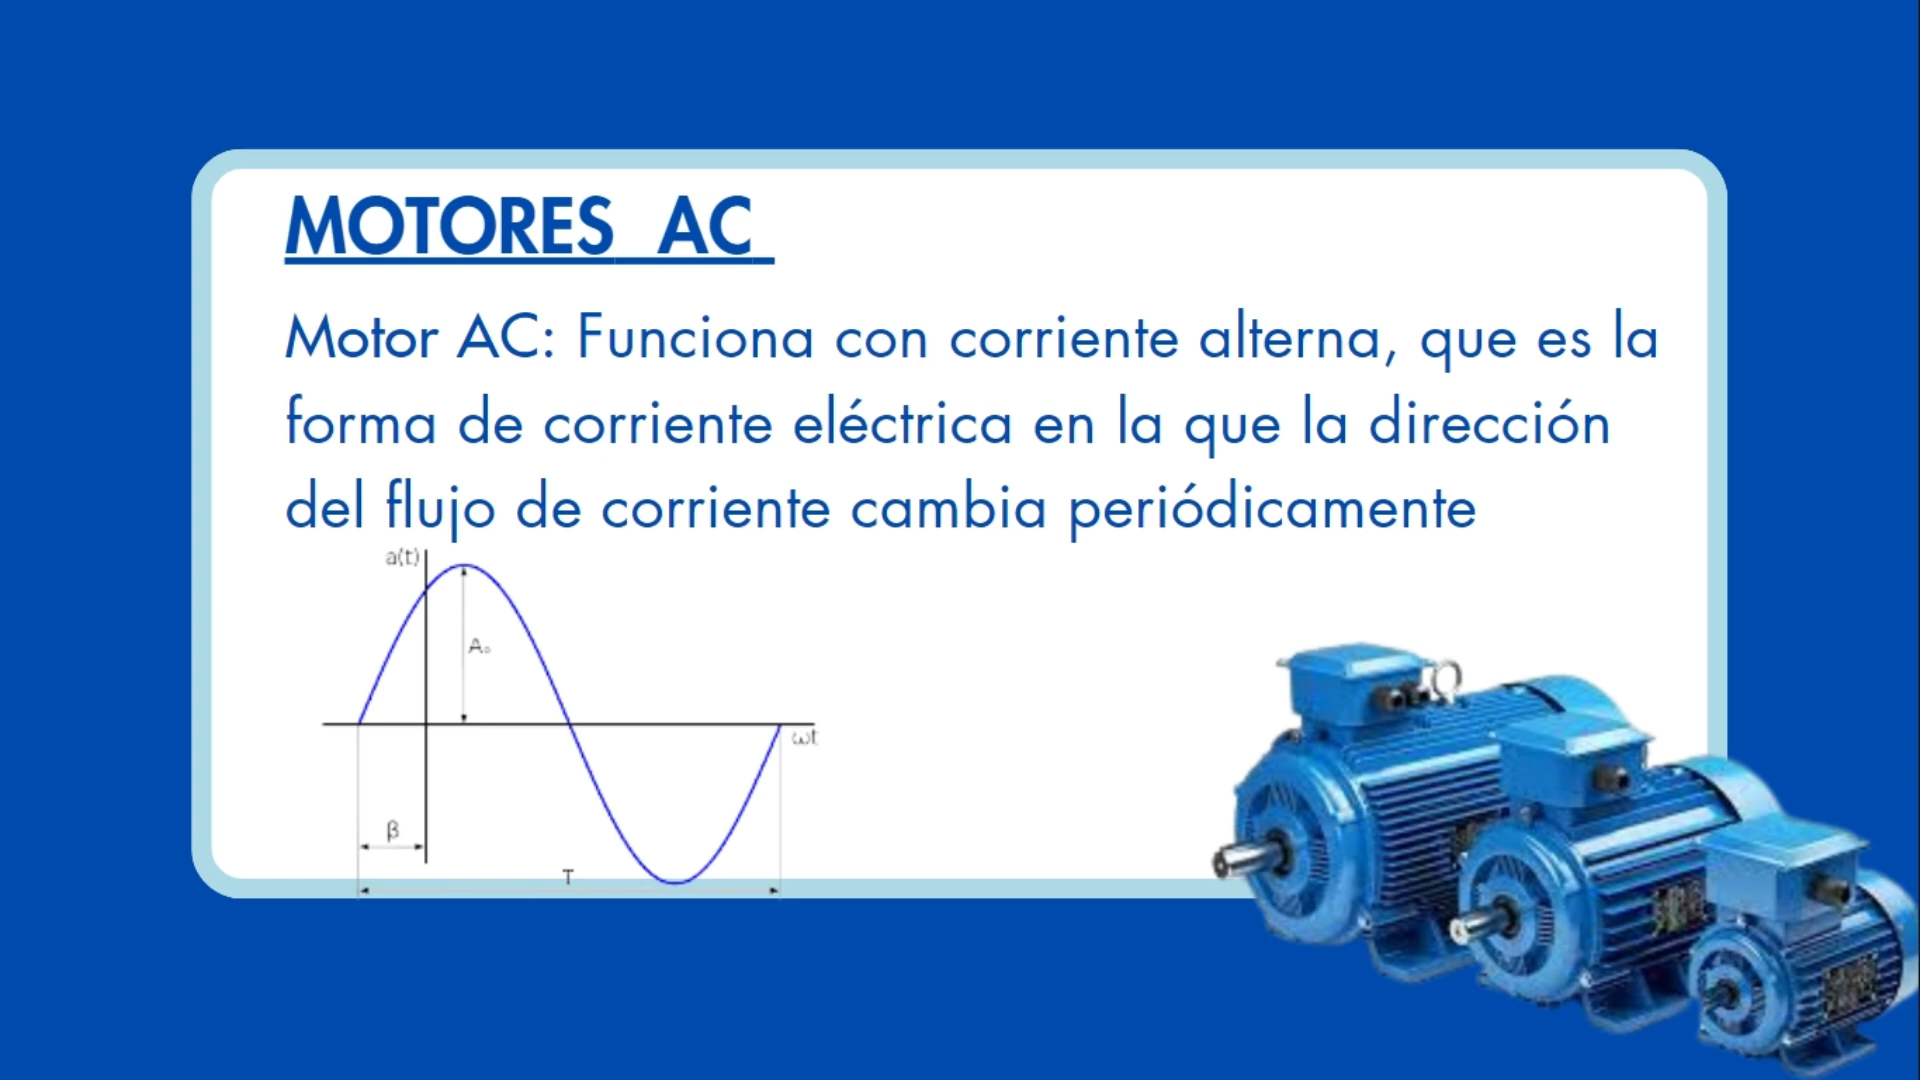 MOTORES AC
Motor AC: Funciona con corriente alterna, que es la
forma de corriente eléctrica en la que la dirección
del flujo de corriente cambia periódicamente
a(t)
A₀
ωt
β
T